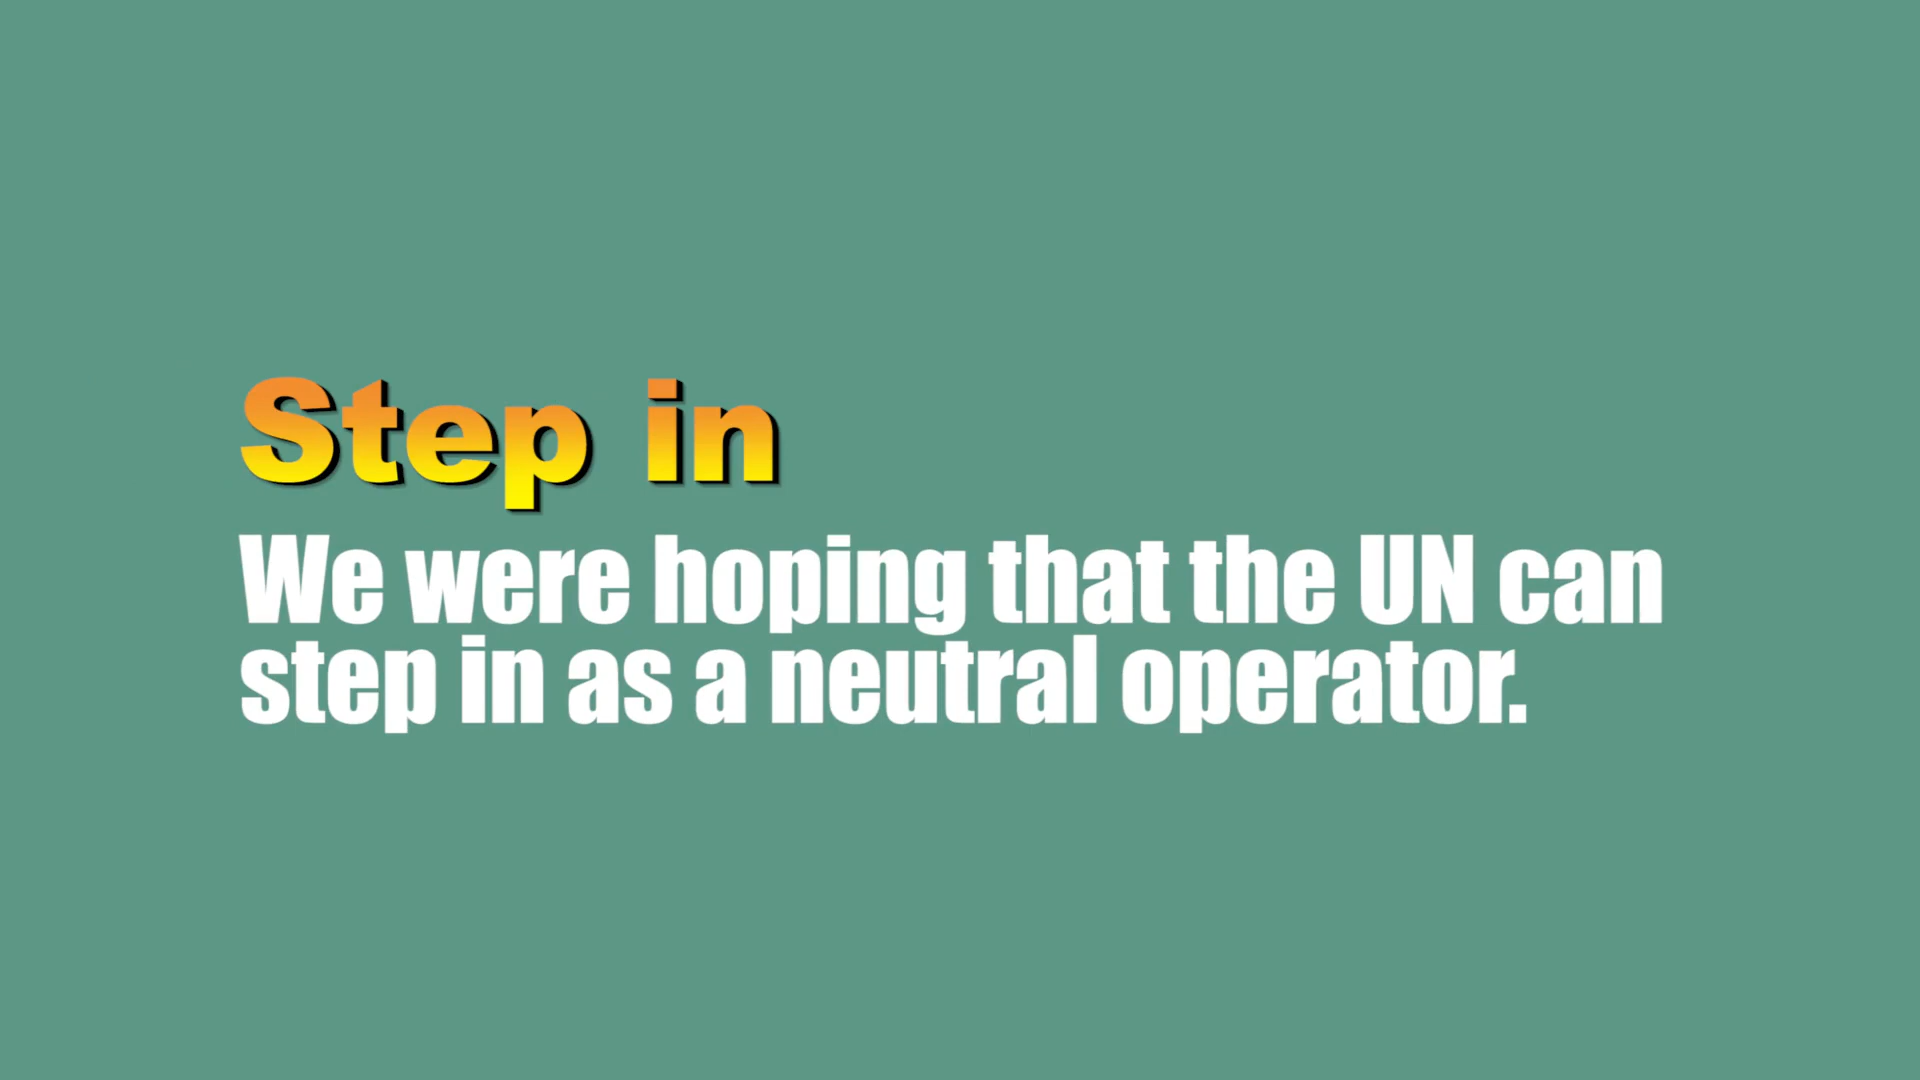 Step in
We were hoping that the UN can
step in as a neutral operator.